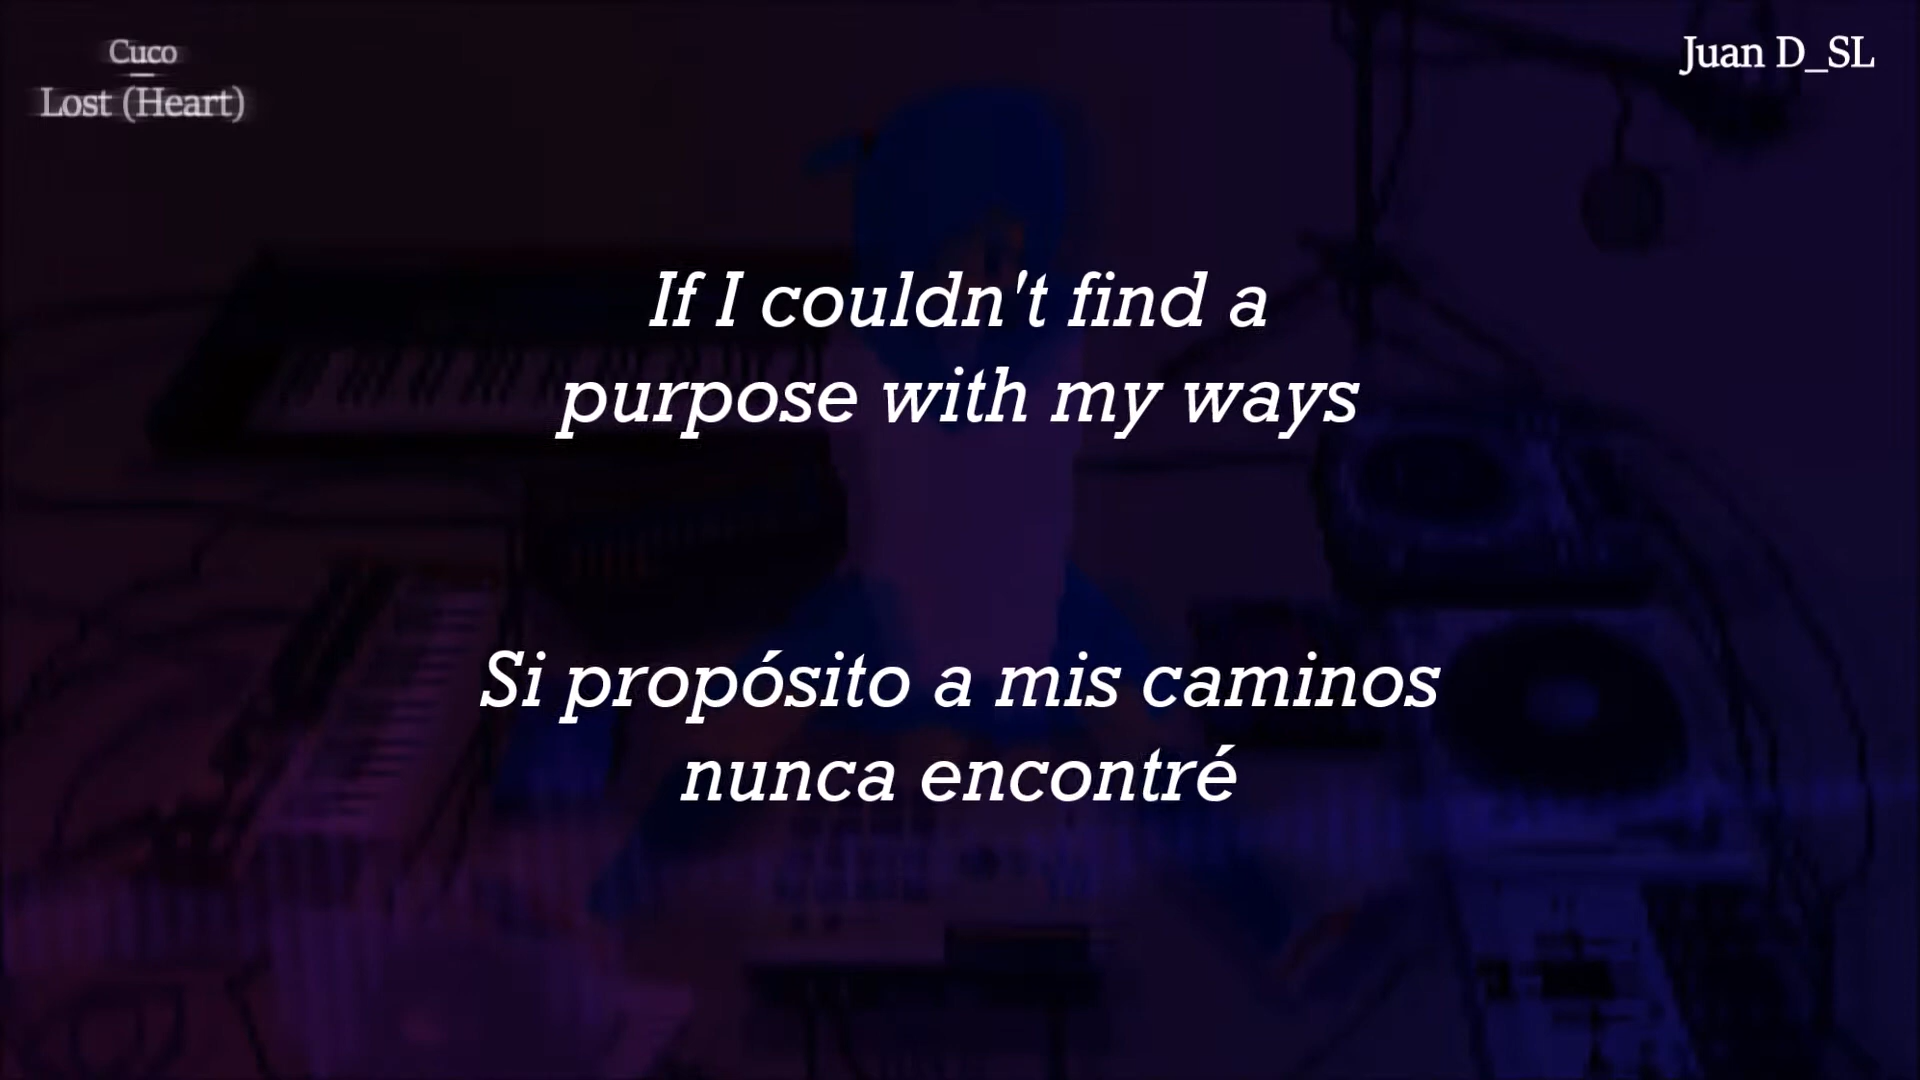 Cuco
Lost (Heart)
Juan D_SL
If I couldn't find a
purpose with my ways
Si propósito a mis caminos
nunca encontré